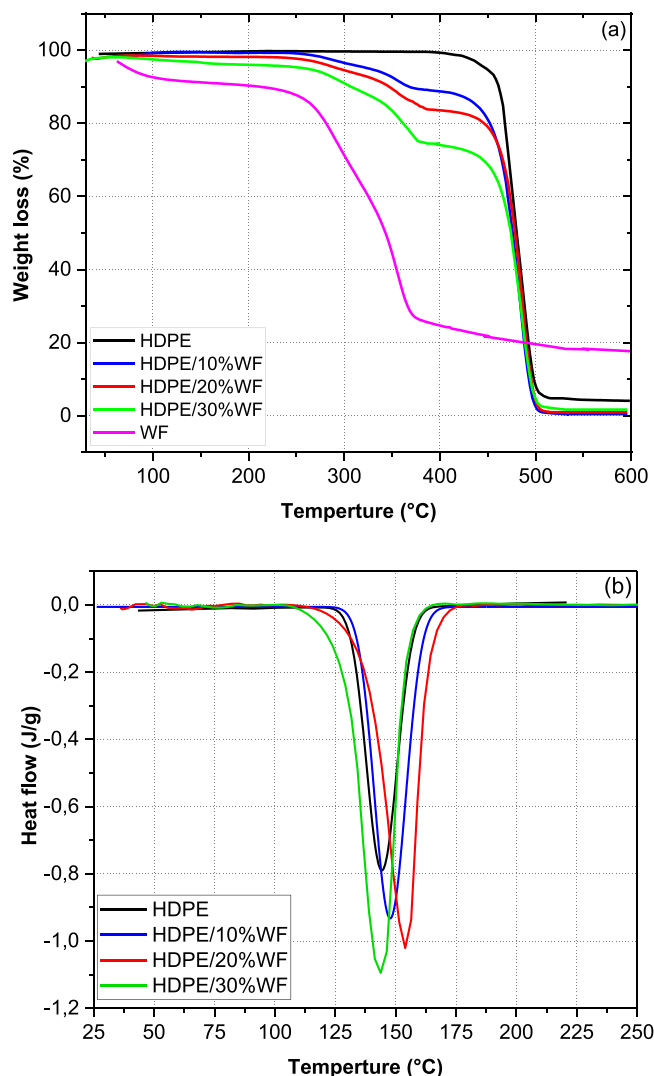 (a)
100
80
60
40
20
0
Weight loss (%)
HDPE
HDPE/10%WF
HDPE/20%WF
HDPE/30%WF
WF
100 200 300 400 500 600
Temperture (°C)
(b)
0,0
-0,2
-0,4
-0,6
-0,8
-1,0
-1,2
Heat flow (J/g)
HDPE
HDPE/10%WF
HDPE/20%WF
HDPE/30%WF
25 50 75 100 125 150 175 200 225 250
Temperture (°C)